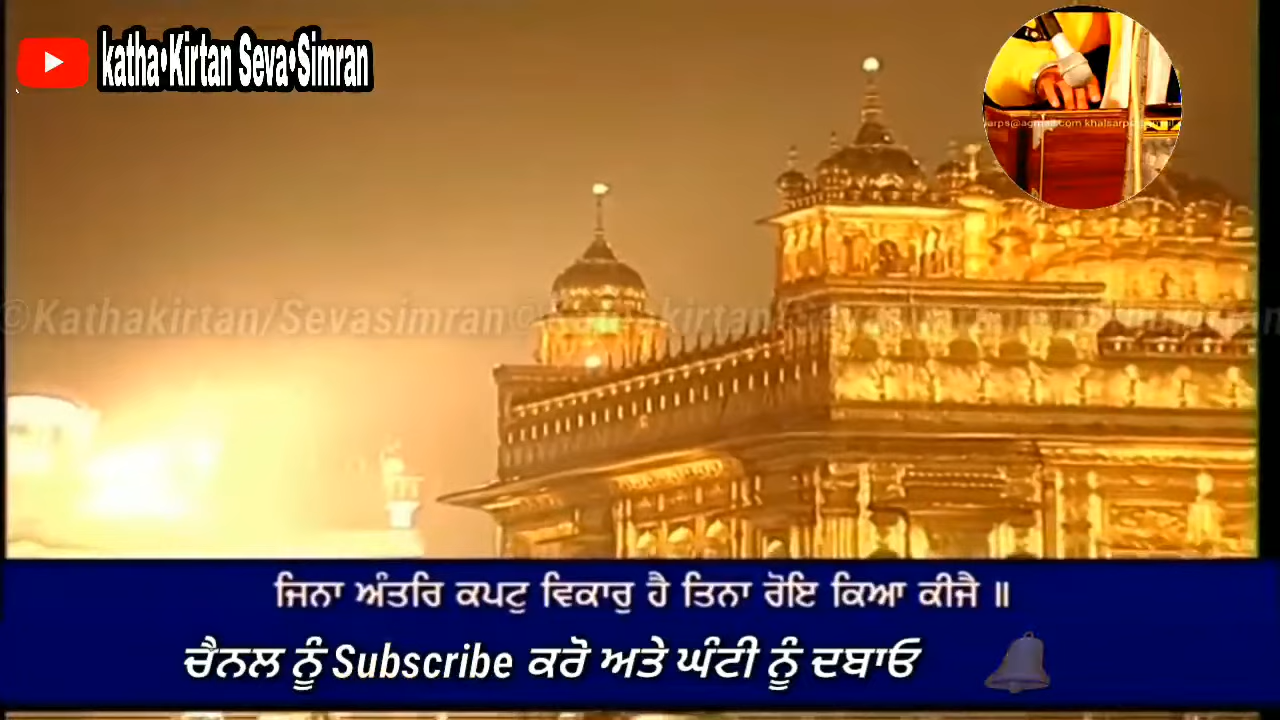 katha•Kirtan Seva•Simran
©Kathakirtan/Sevasimran
ਜਿਨਾ ਅੰਤਰਿ ਕਪਟੁ ਵਿਕਾਰੁ ਹੈ ਤਿਨਾ ਰੋਇ ਕਿਆ ਕੀਜੈ ॥
ਚੈਨਲ ਨੂੰ Subscribe ਕਰੋ ਅਤੇ ਘੰਟੀ ਨੂੰ ਦਬਾਓ